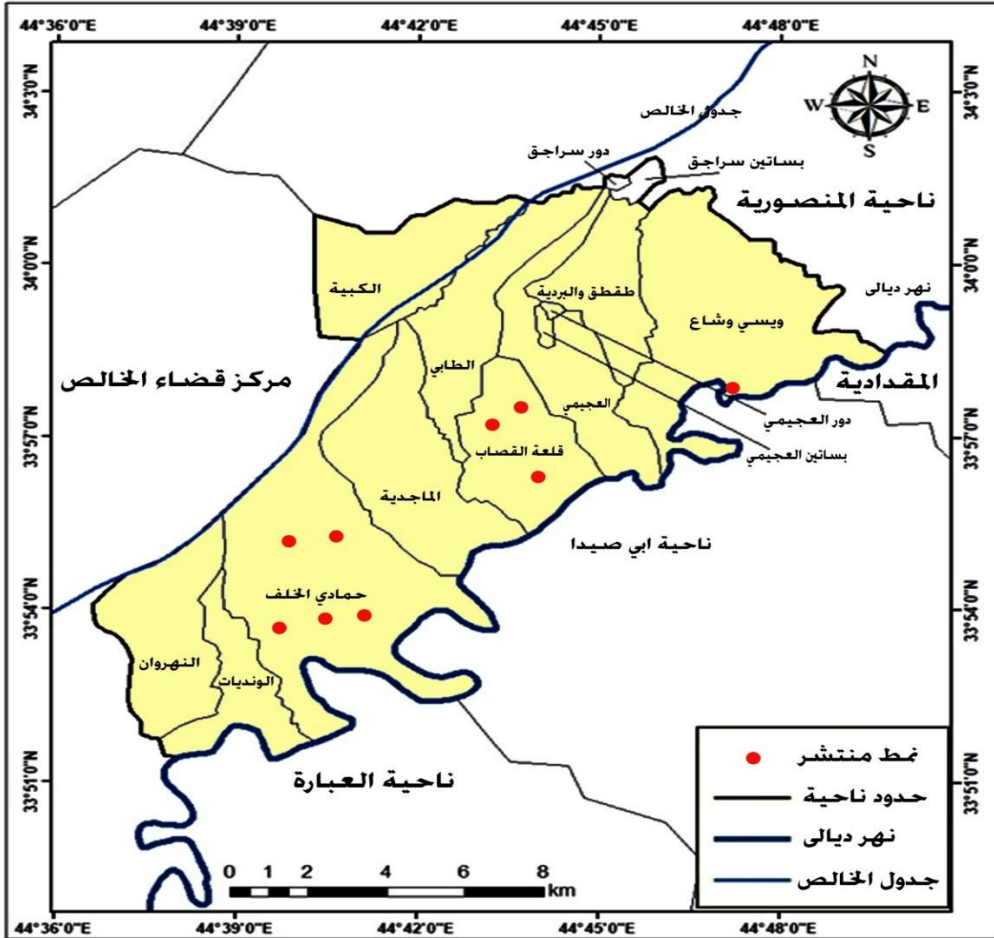 44°36'0"E
44°39'0"E
44°42'0"E
44°45'0"E
44°48'0"E
34°3'0"N
34°3'0"N
N
W
E
S
جدول الخالص
دور سراجق
بساتين سراجق
ناحية المنصورية
34°0'0"N
34°0'0"N
الكبية
طقطق والبردية
نهر ديالى
ويسي وشاع
مركز قضاء الخالص
الطابي
المقدادية
العجيمي
دور العجيمي
33°57'0"N
33°57'0"N
قلعة القصاب
بساتين العجيمي
الماجدية
ناحية ابي صيدا
حمادي الخلف
33°54'0"N
33°54'0"N
النهروان
الونديات
ناحية العبارة
33°51'0"N
33°51'0"N
نمط منتشر
حدود ناحية
نهر ديالى
جدول الخالص
0 1 2 4 6 8
km
44°36'0"E
44°39'0"E
44°42'0"E
44°45'0"E
44°48'0"E